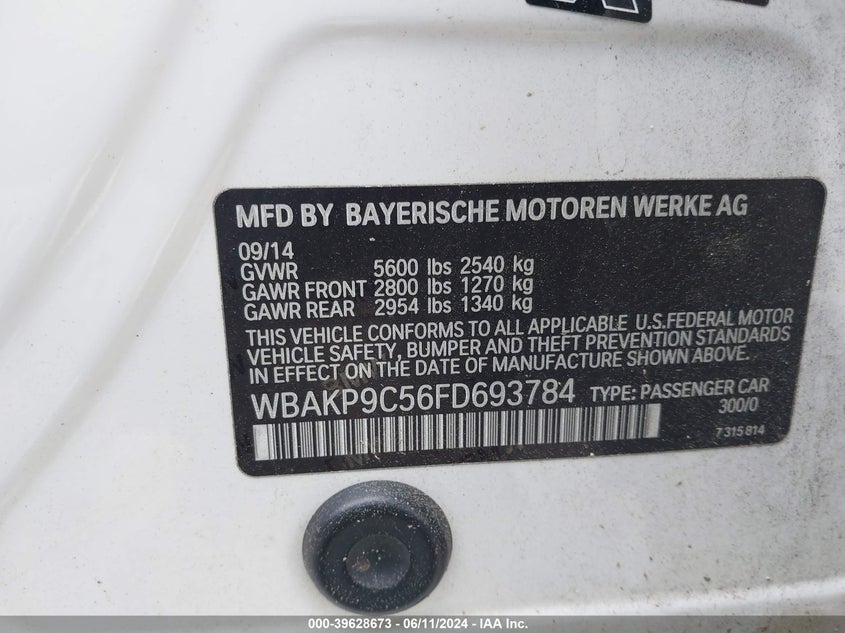 MFD BY BAYERISCHE MOTOREN WERKE AG
09/14
GVWR 5600 lbs 2540 kg
GAWR FRONT 2800 lbs 1270 kg
GAWR REAR 2954 lbs 1340 kg
THIS VEHICLE CONFORMS TO ALL APPLICABLE U.S.FEDERAL MOTOR
VEHICLE SAFETY, BUMPER AND THEFT PREVENTION STANDARDS
IN EFFECT ON THE DATE OF MANUFACTURE SHOWN ABOVE.
WBAKP9C56FD693784 TYPE: PASSENGER CAR
300/0
7315814
000-39628673 - 06/11/2024 - IAA Inc.